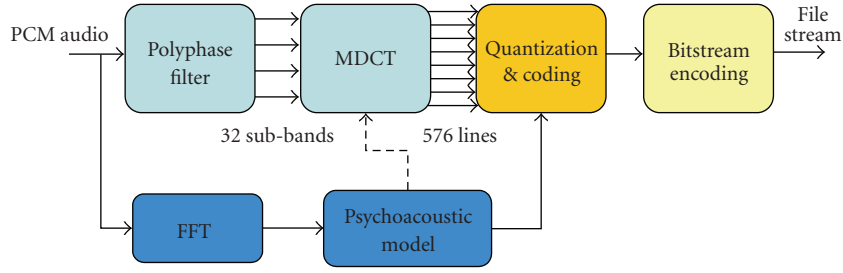 PCM audio
Polyphase
filter
MDCT
Quantization
& coding
Bitstream
encoding
File
stream
32 sub-bands
576 lines
FFT
Psychoacoustic
model